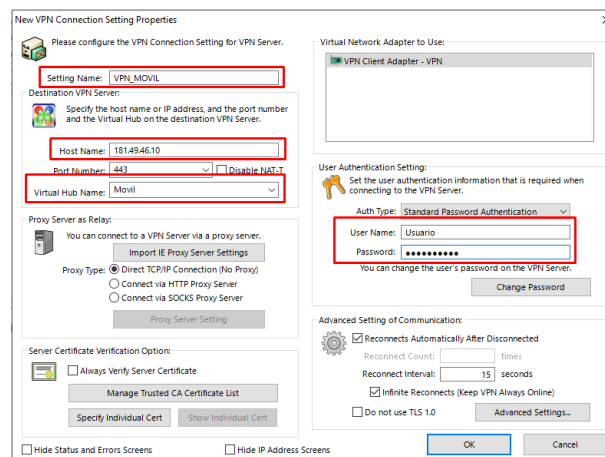 New VPN Connection Setting Properties
Please configure the VPN Connection Setting for VPN Server.
Setting Name: VPN_MOVIL
Destination VPN Server:
Specify the host name or IP address, and the port number
and the Virtual Hub on the destination VPN Server.
Host Name: 181.49.46.10
Port Number: 443 Disable NAT-T
Virtual Hub Name: Movil
Proxy Server as Relay:
You can connect to a VPN Server via a proxy server.
Import IE Proxy Server Settings
Proxy Type: Direct TCP/IP Connection (No Proxy)
Connect via HTTP Proxy Server
Connect via SOCKS Proxy Server
Proxy Server Setting
Server Certificate Verification Option:
Always Verify Server Certificate
Manage Trusted CA Certificate List
Specify Individual Cert Show Individual Cert
Hide Status and Errors Screens Hide IP Address Screens
Virtual Network Adapter to Use:
VPN Client Adapter - VPN
User Authentication Setting:
Set the user authentication information that is required when
connecting to the VPN Server.
Auth Type: Standard Password Authentication
User Name: Usuario
Password: ●●●●●●●●●●
You can change the user's password on the VPN Server.
Change Password
Advanced Setting of Communication:
Reconnects Automatically After Disconnected
Reconnect Count: times
Reconnect Interval: 15 seconds
Infinite Reconnects (Keep VPN Always Online)
Do not use TLS 1.0 Advanced Settings...
OK Cancel